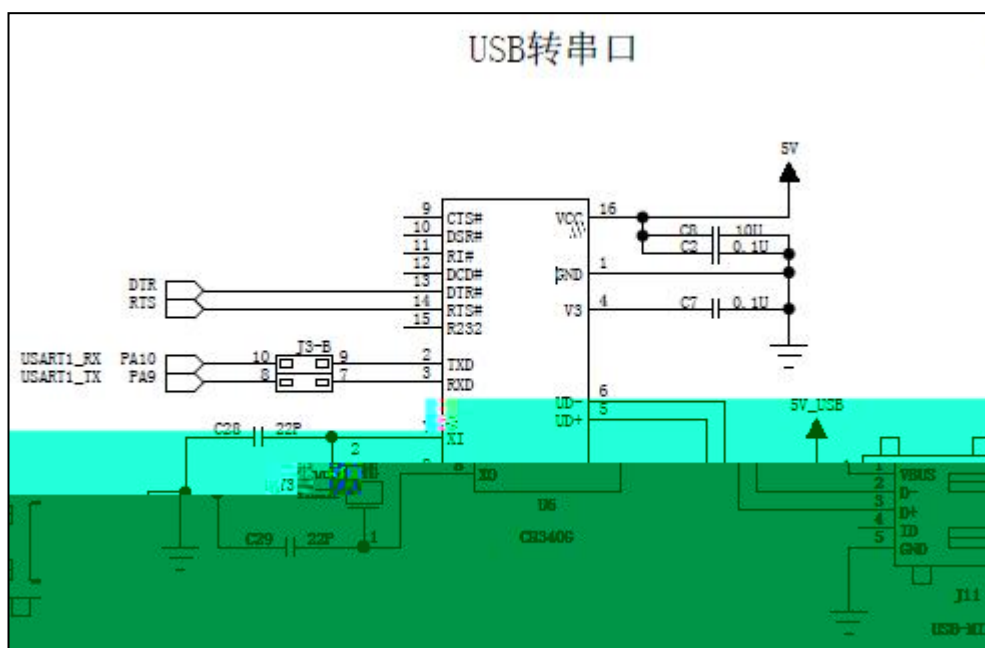 USB转串口
5V
9 CTS#
10 DSR#
11 RI#
12 DCD#
DTR 13 DTR#
RTS 14 RTS#
15 R232
VCC 16
C8 10U
C2 0.1U
GND 1
V3 4 C7 0.1U
J3-B
USART1_RX PA10 10 9 2 TXD
USART1_TX PA9 8 7 3 RXD
UD- 6
UD+ 5
5V_USB
C28 22P XI
2
XO
U6
CH340G
C29 22P 1
1 VBUS
2 D-
3 D+
4 ID
5 GND
J11